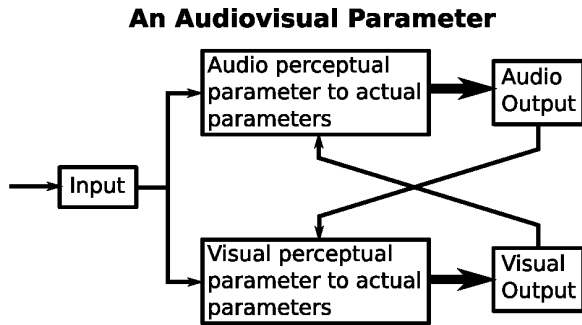 An Audiovisual Parameter
Audio perceptual
parameter to actual
parameters
Audio
Output
Input
Visual perceptual
parameter to actual
parameters
Visual
Output